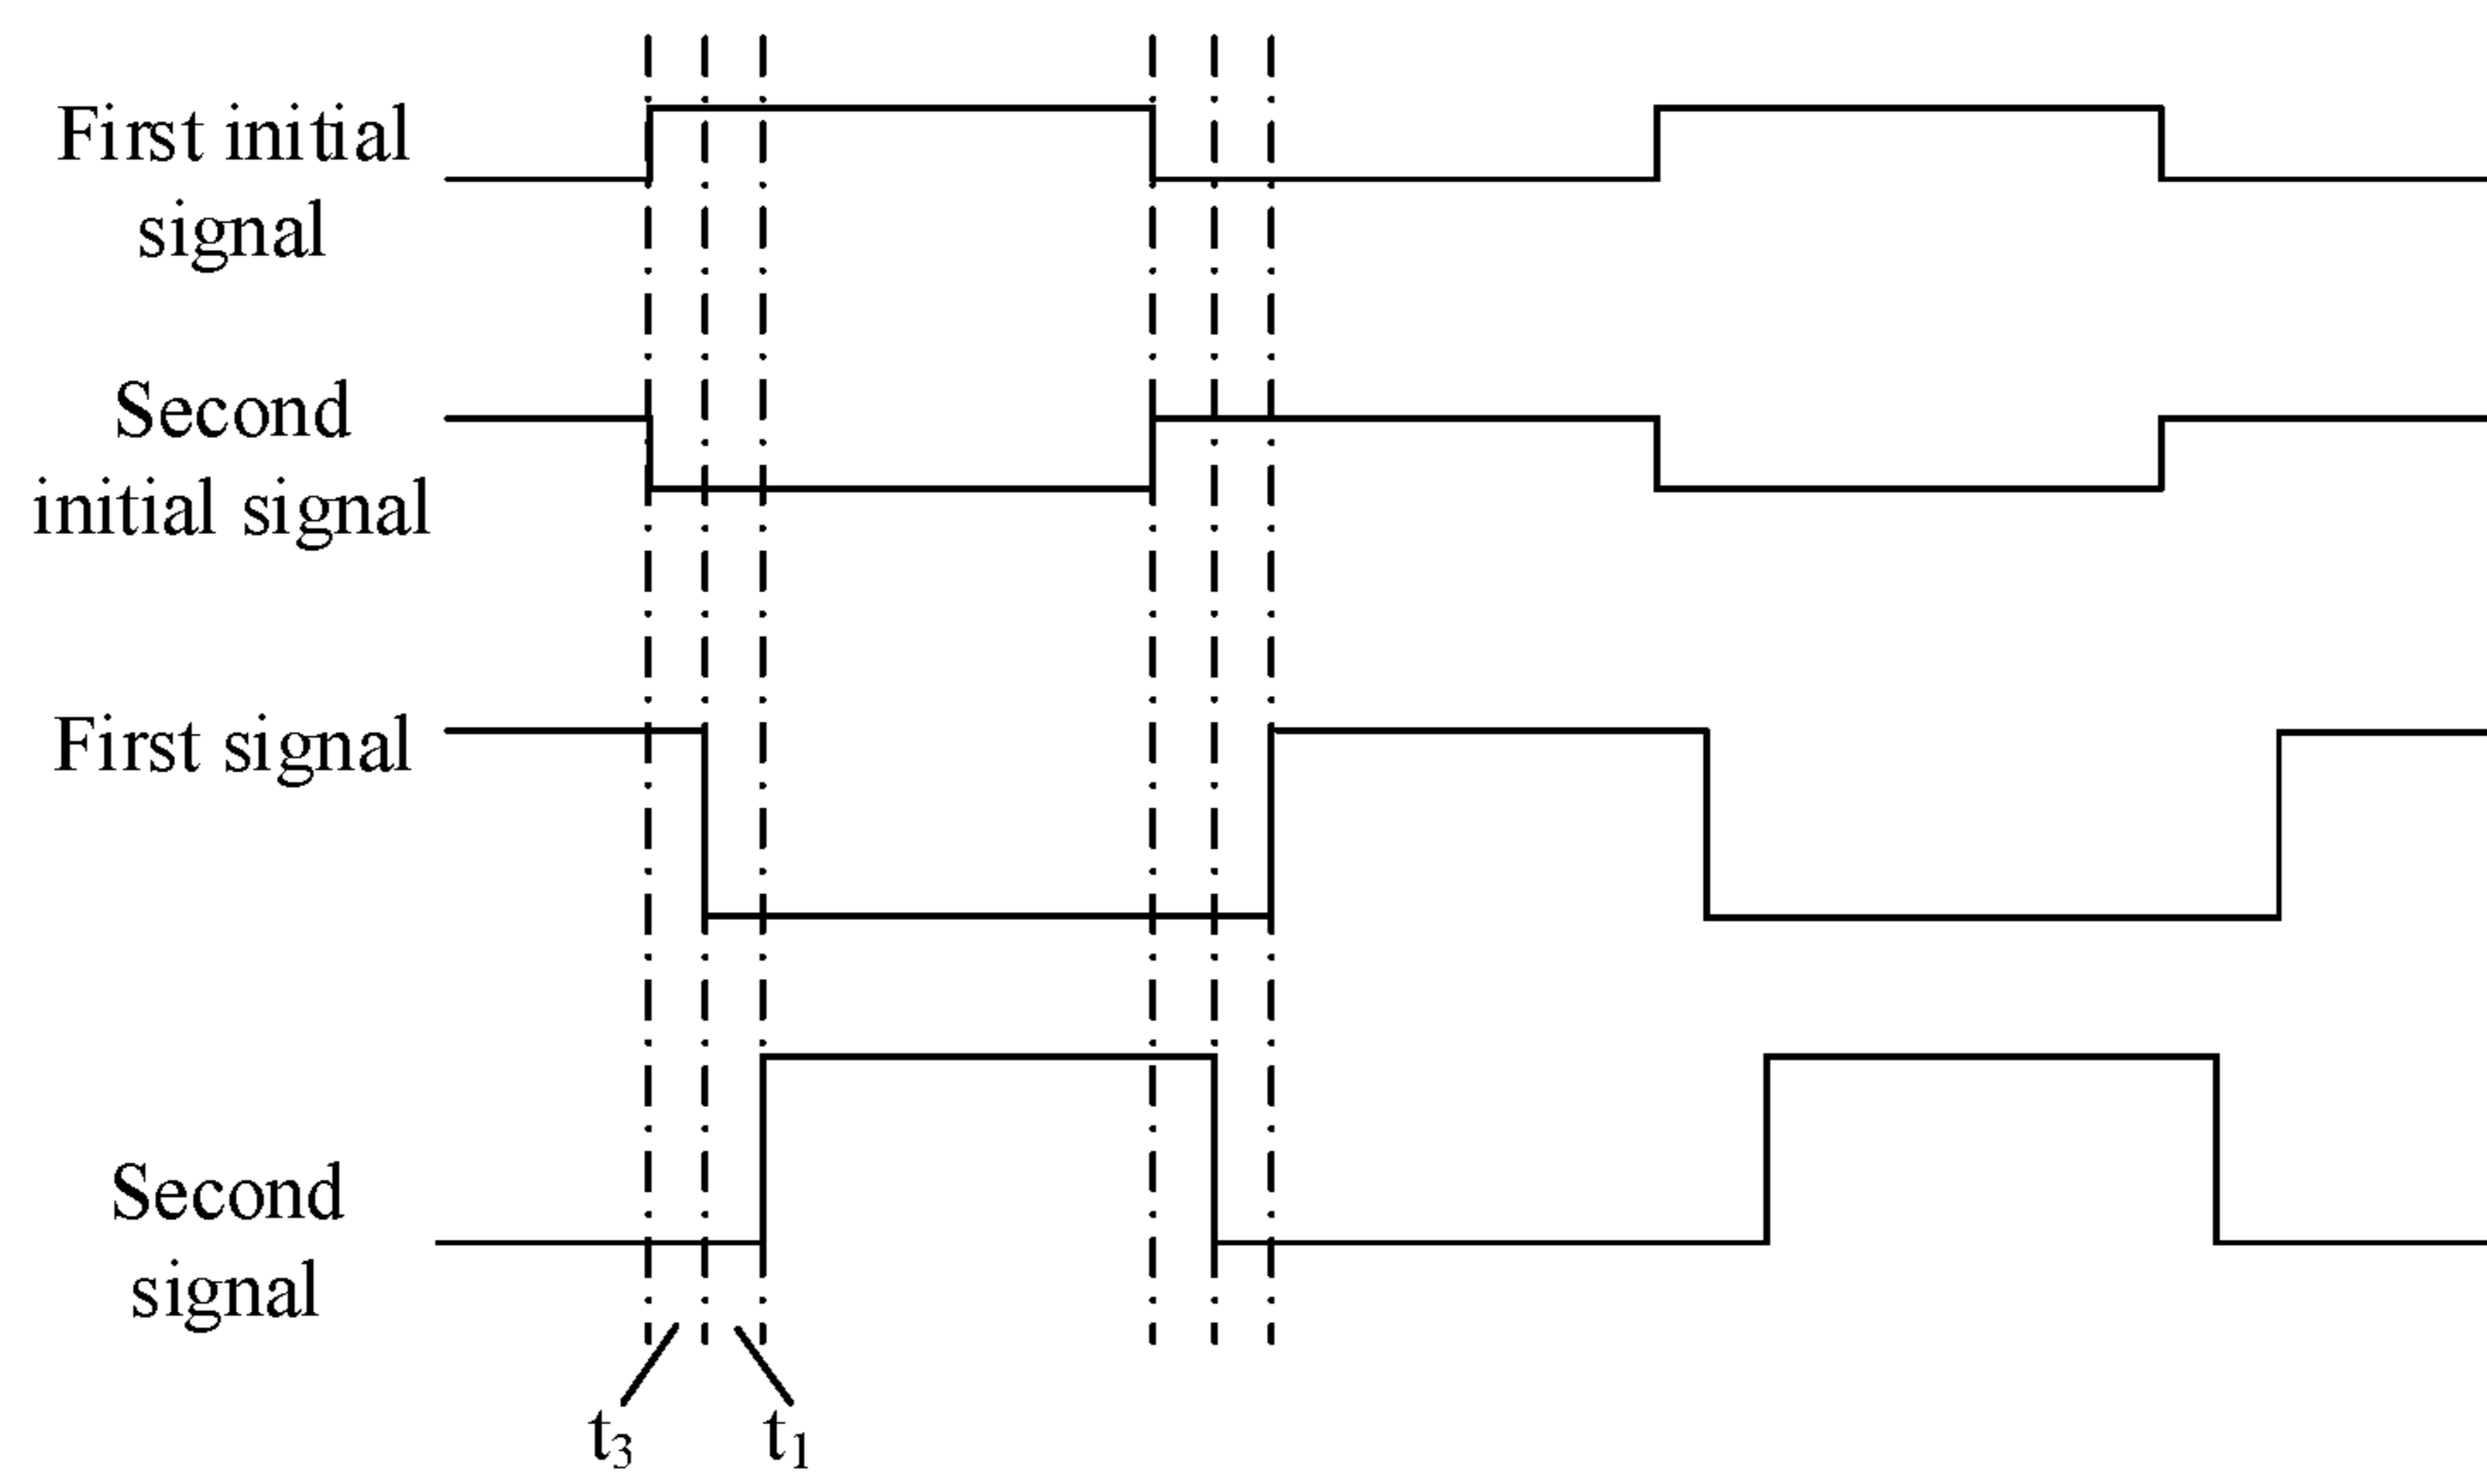 First initial
signal
Second
initial signal
First signal
Second
signal
t₃
t₁